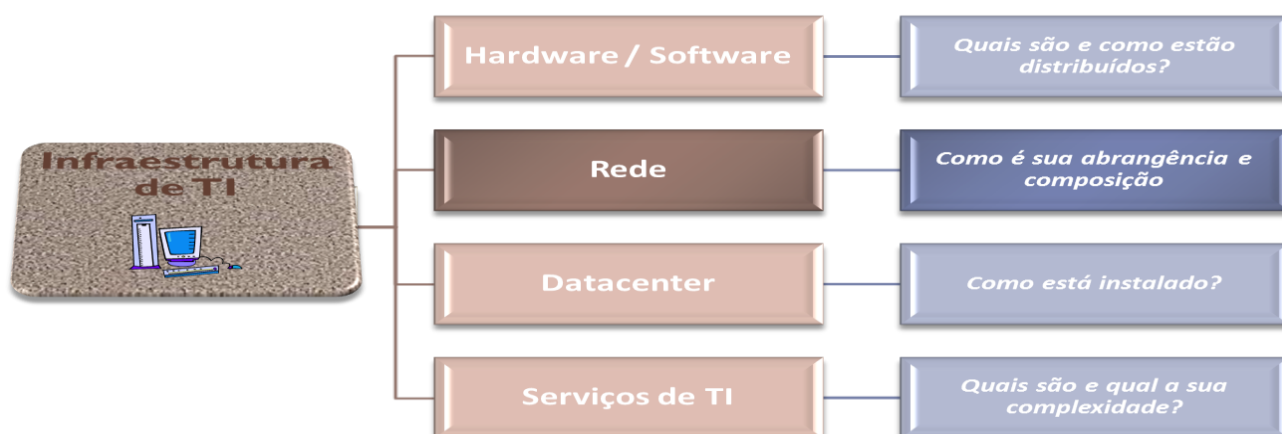 Infraestrutura
de TI
Hardware / Software
Quais são e como estão
distribuídos?
Rede
Como é sua abrangência e
composição
Datacenter
Como está instalado?
Serviços de TI
Quais são e qual a sua
complexidade?